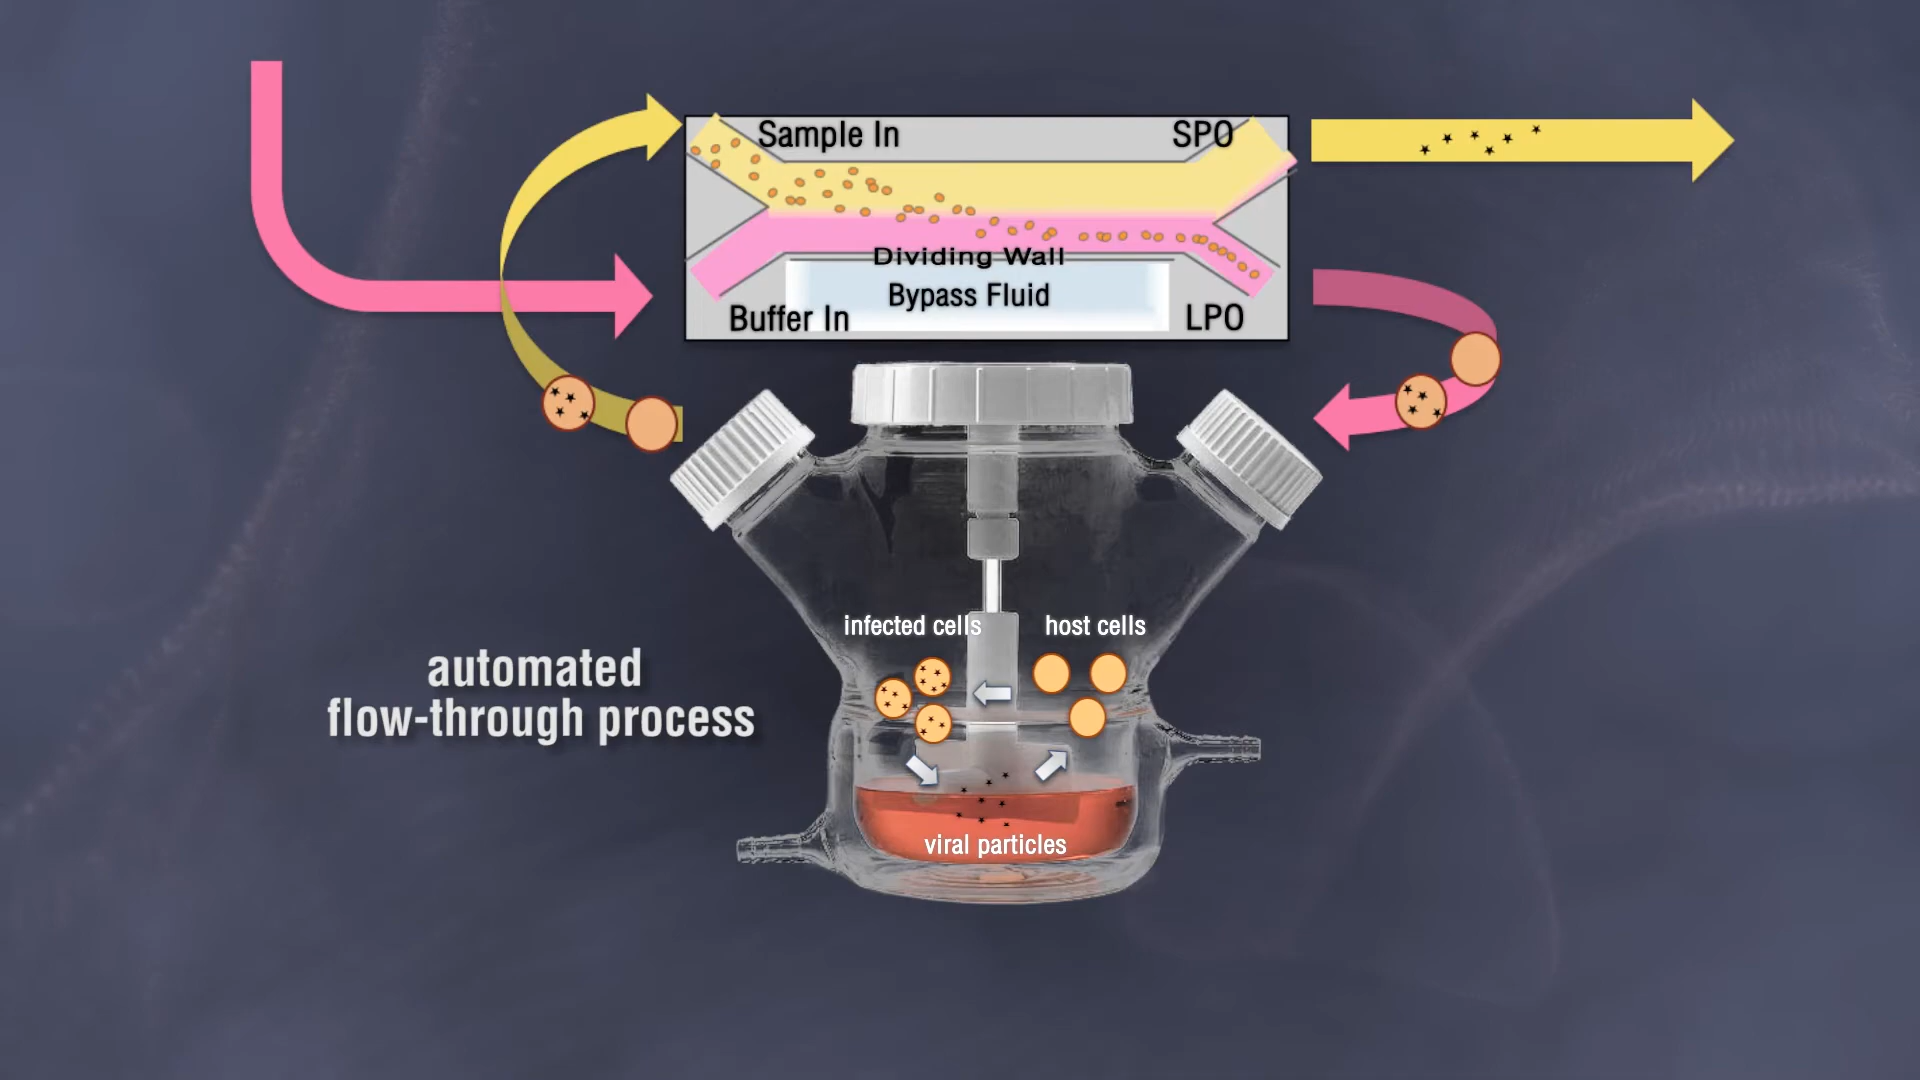 Sample In
SPO
Dividing Wall
Bypass Fluid
Buffer In
LPO
infected cells
host cells
automated
flow-through process
viral particles